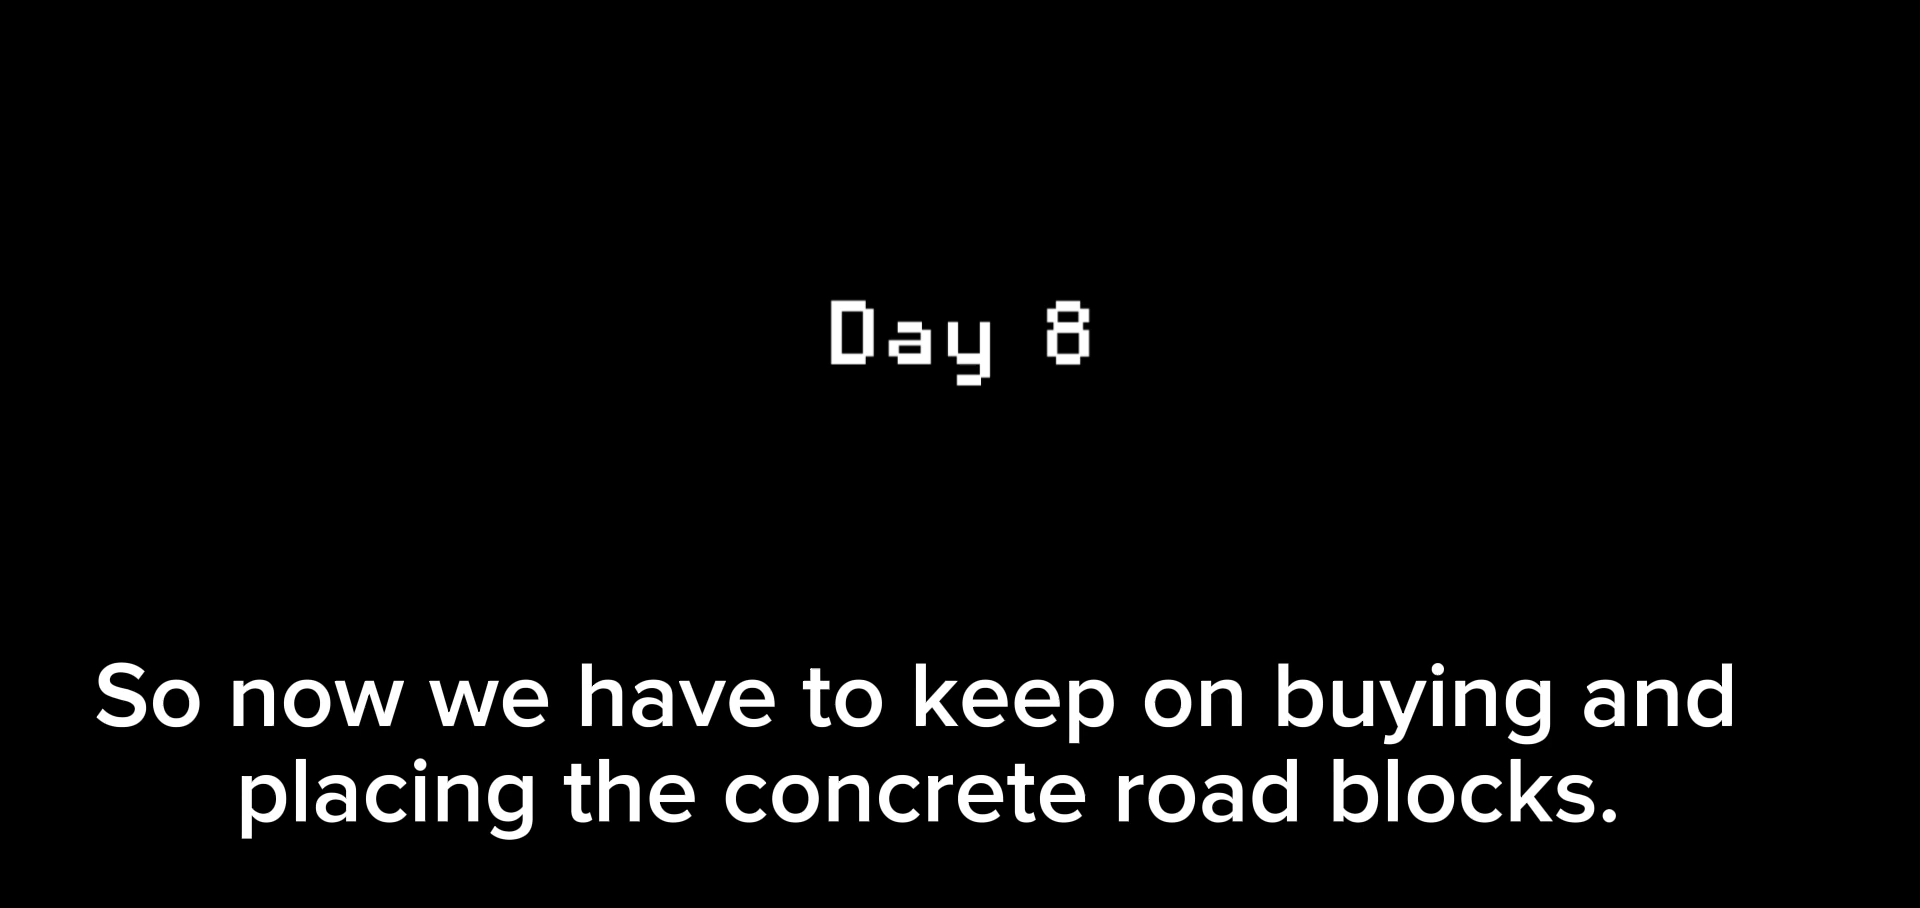 Day 8
So now we have to keep on buying and
placing the concrete road blocks.